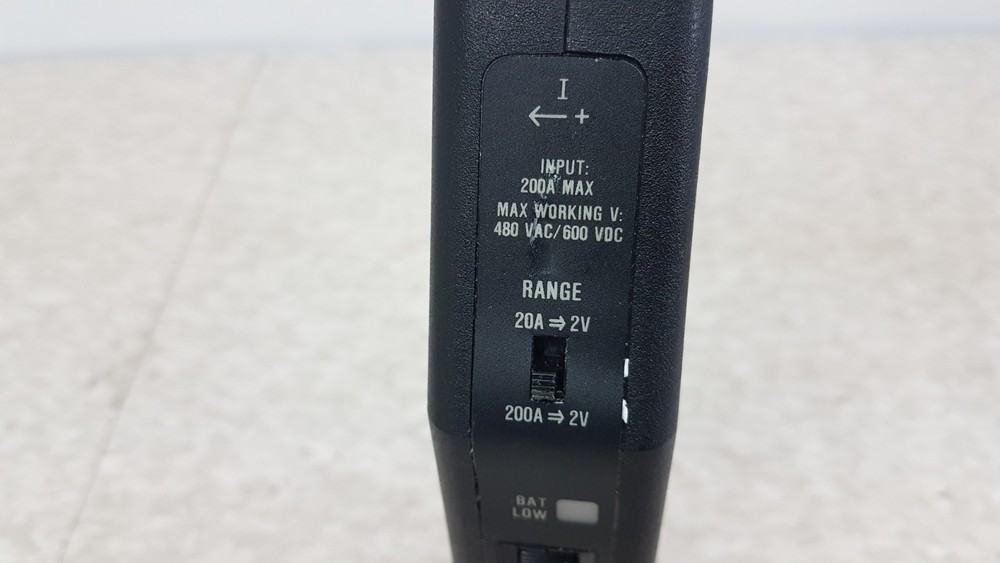 I
←+
INPUT:
200A MAX
MAX WORKING V:
480 VAC/600 VDC
RANGE
20A ⇒ 2V
200A ⇒ 2V
BAT
LOW